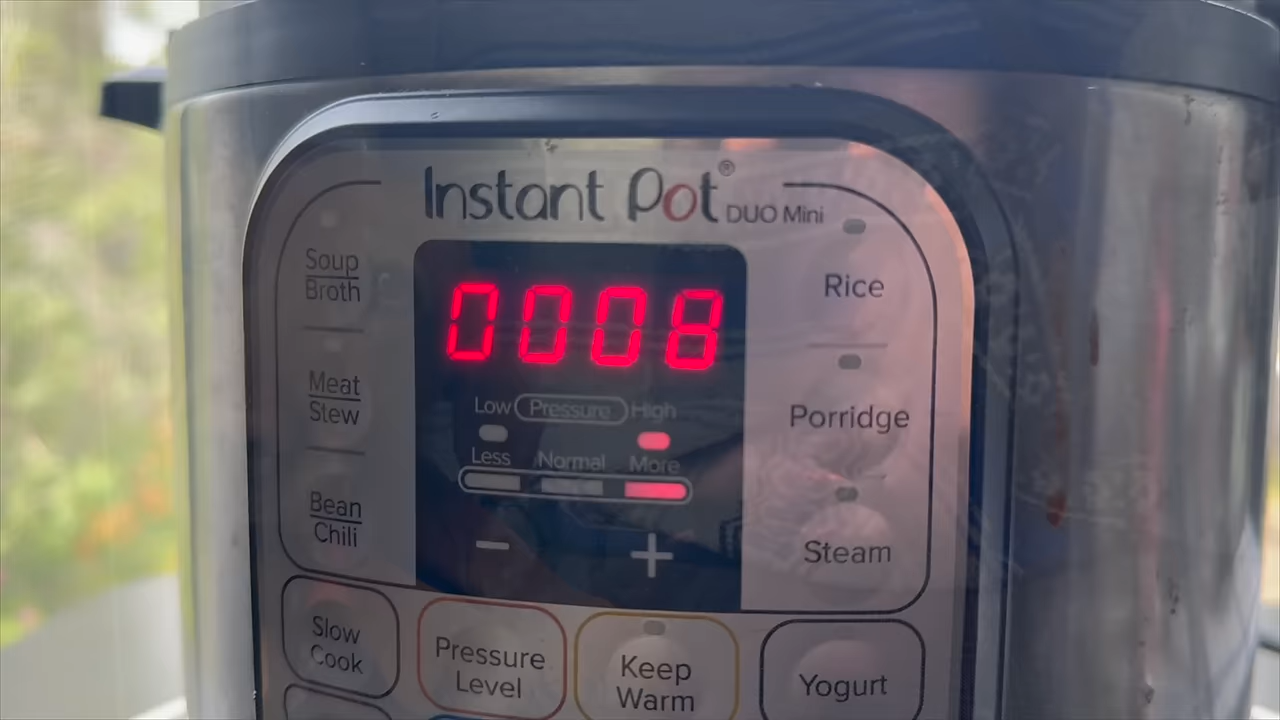 Instant Pot® DUO Mini
Soup
Broth
Meat
Stew
Bean
Chili
0008
Low Pressure High
Less Normal More
− +
Rice
Porridge
Steam
Slow
Cook
Pressure
Level
Keep
Warm
Yogurt